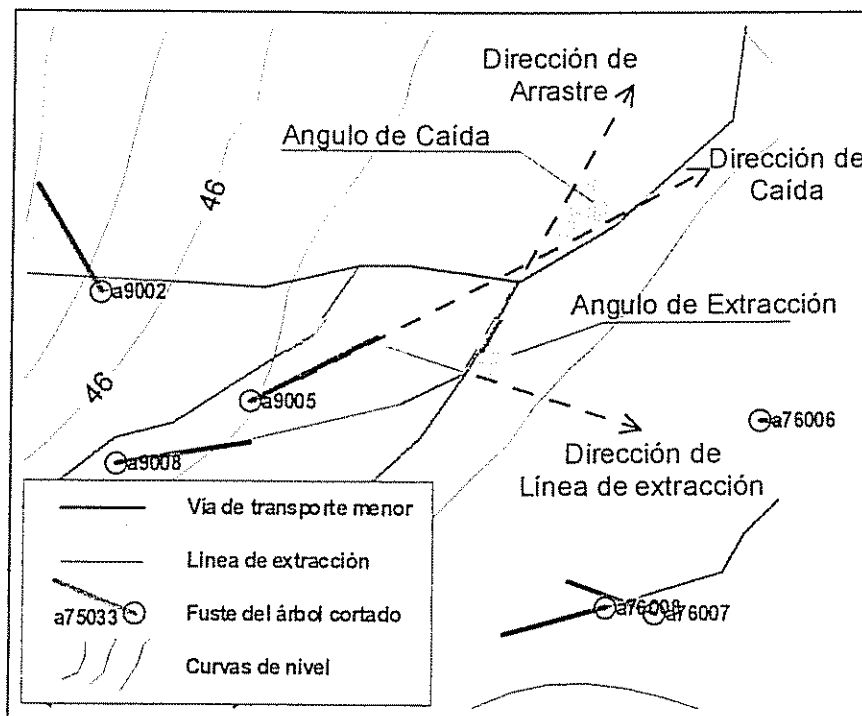 Dirección de
Arrastre
Angulo de Caída
Dirección de
Caída
46
a9002
Angulo de Extracción
46
a9005
a76006
a9008
Dirección de
Línea de extracción
Vía de transporte menor
Linea de extracción
a75033
Fuste del árbol cortado
Curvas de nivel
a76008
a76007